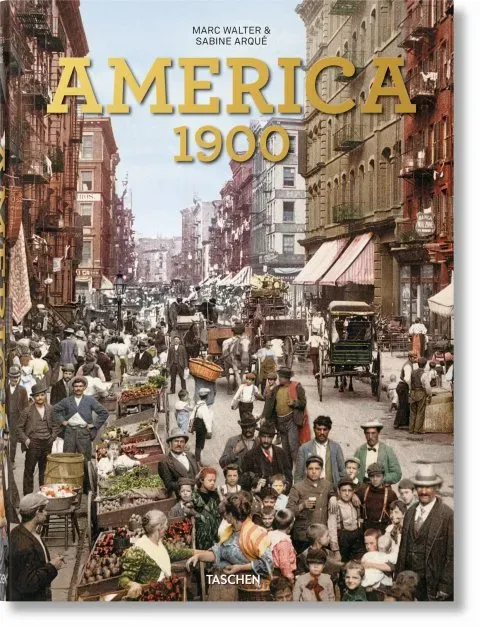 MARC WALTER &
SABINE ARQUÉ
AMERICA
1900
TASCHEN